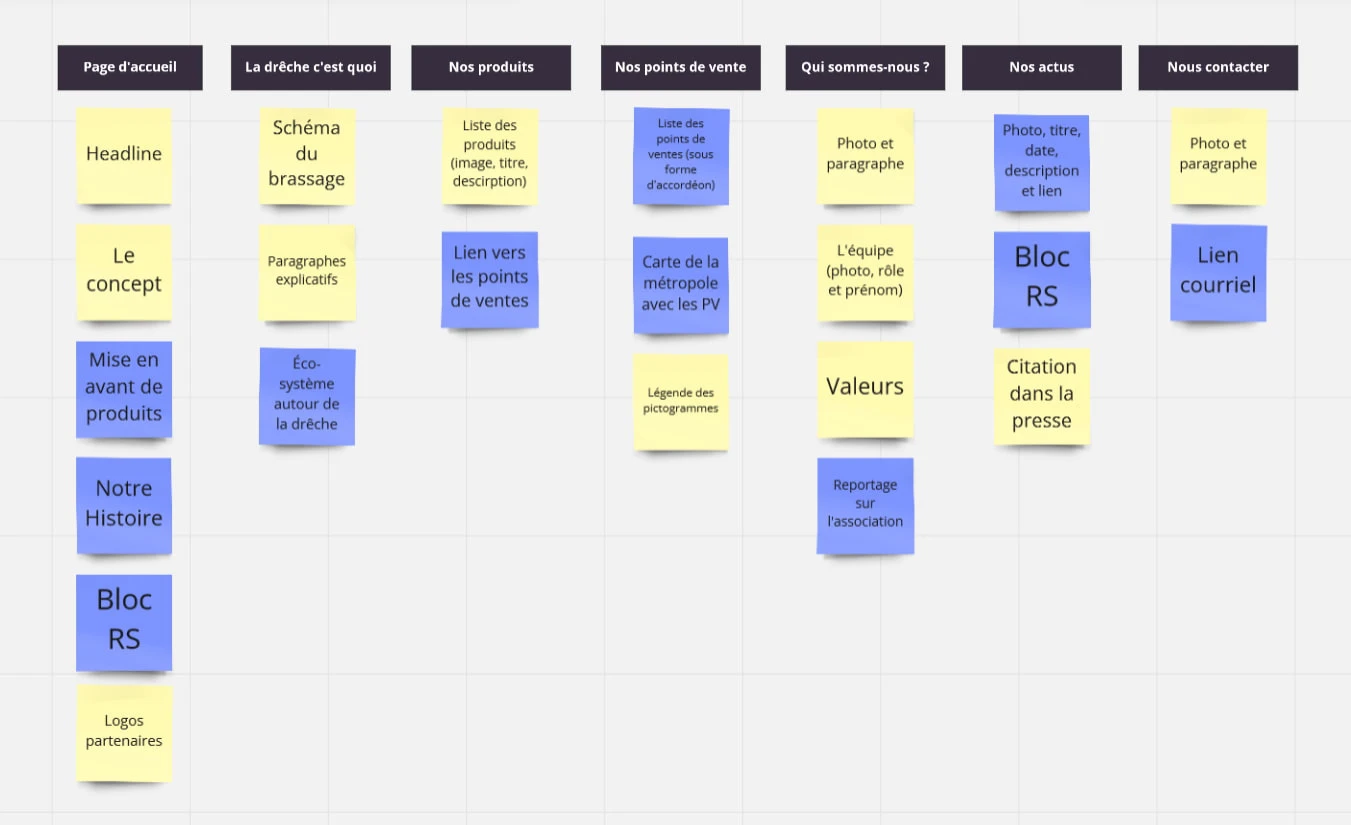 Page d'accueil
La drêche c'est quoi
Nos produits
Nos points de vente
Qui sommes-nous ?
Nos actus
Nous contacter
Headline
Le
concept
Mise en
avant de
produits
Notre
Histoire
Bloc
RS
Logos
partenaires
Schéma
du
brassage
Paragraphes
explicatifs
Éco-
système
autour de
la drêche
Liste des
produits
(image, titre,
descirption)
Lien vers
les points
de ventes
Liste des
points de
ventes (sous
forme
d'accordéon)
Carte de la
métropole
avec les PV
Légende des
pictogrammes
Photo et
paragraphe
L'équipe
(photo, rôle
et prénom)
Valeurs
Reportage
sur
l'association
Photo, titre,
date,
description
et lien
Bloc
RS
Citation
dans la
presse
Photo et
paragraphe
Lien
courriel